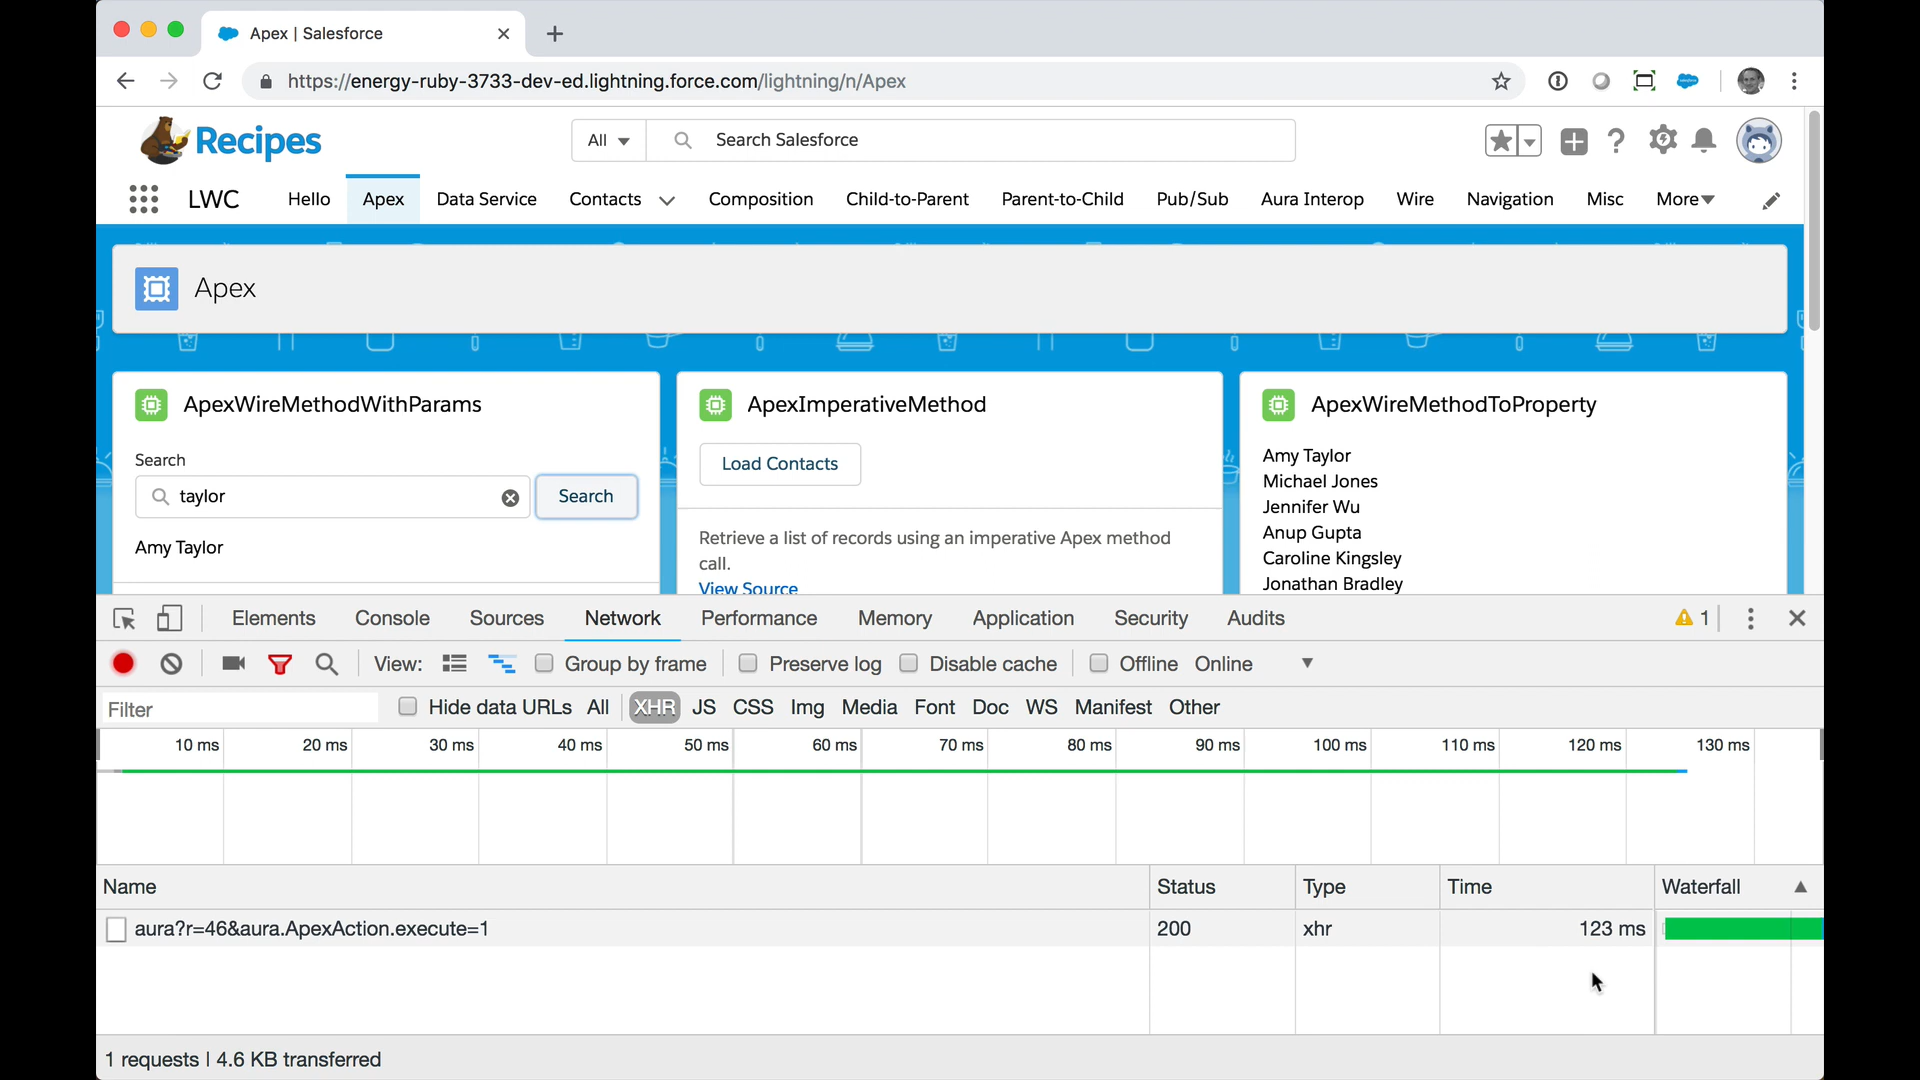 Apex | Salesforce
https://energy-ruby-3733-dev-ed.lightning.force.com/lightning/n/Apex
Recipes
All
Search Salesforce
LWC
Hello
Apex
Data Service
Contacts
Composition
Child-to-Parent
Parent-to-Child
Pub/Sub
Aura Interop
Wire
Navigation
Misc
More
Apex
ApexWireMethodWithParams
Search
taylor
Search
Amy Taylor
ApexImperativeMethod
Load Contacts
Retrieve a list of records using an imperative Apex method
call.
View Source
ApexWireMethodToProperty
Amy Taylor
Michael Jones
Jennifer Wu
Anup Gupta
Caroline Kingsley
Jonathan Bradley
Elements
Console
Sources
Network
Performance
Memory
Application
Security
Audits
1
View:
Group by frame
Preserve log
Disable cache
Offline
Online
Filter
Hide data URLs
All
XHR
JS
CSS
Img
Media
Font
Doc
WS
Manifest
Other
10 ms
20 ms
30 ms
40 ms
50 ms
60 ms
70 ms
80 ms
90 ms
100 ms
110 ms
120 ms
130 ms
Name
Status
Type
Time
Waterfall
aura?r=46&aura.ApexAction.execute=1
200
xhr
123 ms
1 requests | 4.6 KB transferred